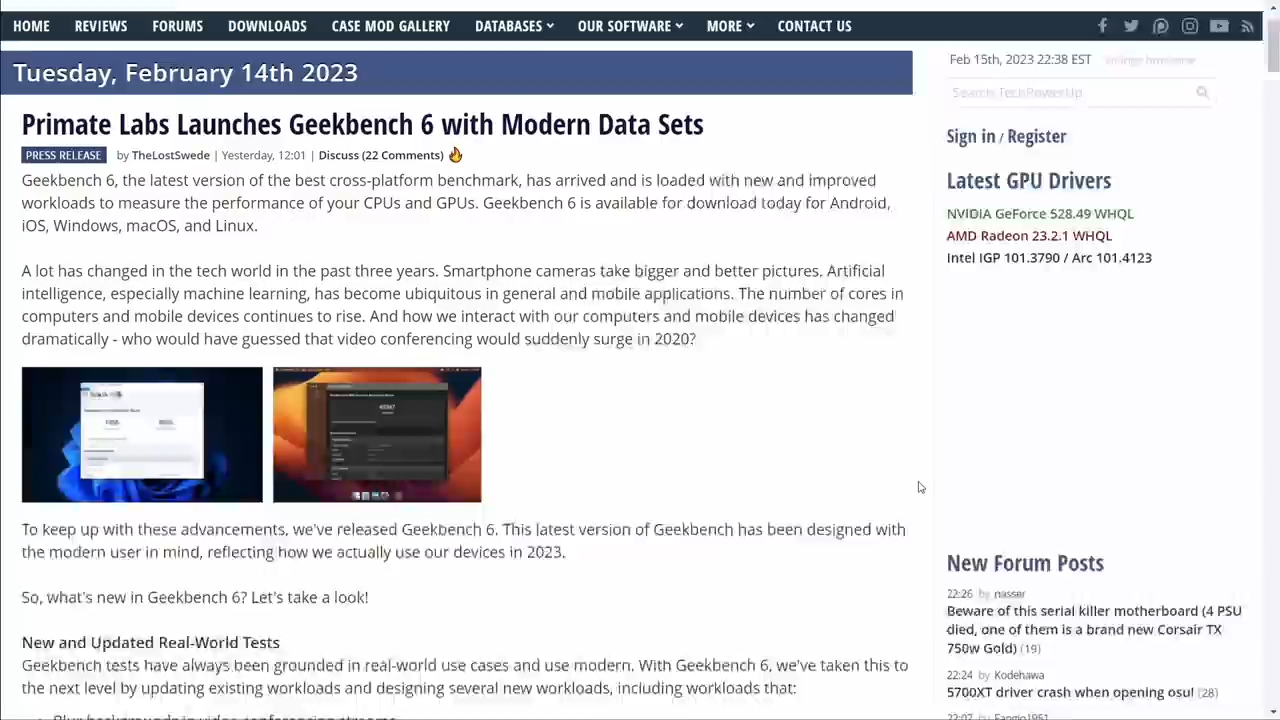 HOME REVIEWS FORUMS DOWNLOADS CASE MOD GALLERY DATABASES OUR SOFTWARE MORE CONTACT US
Tuesday, February 14th 2023
Primate Labs Launches Geekbench 6 with Modern Data Sets
PRESS RELEASE by TheLostSwede | Yesterday, 12:01 | Discuss (22 Comments)
Geekbench 6, the latest version of the best cross-platform benchmark, has arrived and is loaded with new and improved
workloads to measure the performance of your CPUs and GPUs. Geekbench 6 is available for download today for Android,
iOS, Windows, macOS, and Linux.
A lot has changed in the tech world in the past three years. Smartphone cameras take bigger and better pictures. Artificial
intelligence, especially machine learning, has become ubiquitous in general and mobile applications. The number of cores in
computers and mobile devices continues to rise. And how we interact with our computers and mobile devices has changed
dramatically - who would have guessed that video conferencing would suddenly surge in 2020?
To keep up with these advancements, we've released Geekbench 6. This latest version of Geekbench has been designed with
the modern user in mind, reflecting how we actually use our devices in 2023.
So, what's new in Geekbench 6? Let's take a look!
New and Updated Real-World Tests
Geekbench tests have always been grounded in real-world use cases and use modern. With Geekbench 6, we've taken this to
the next level by updating existing workloads and designing several new workloads, including workloads that:
Blur backgrounds in video conferencing streams
Feb 15th, 2023 22:38 EST change timezone
Search TechPowerUp
Sign in / Register
Latest GPU Drivers
NVIDIA GeForce 528.49 WHQL
AMD Radeon 23.2.1 WHQL
Intel IGP 101.3790 / Arc 101.4123
New Forum Posts
22:26 by nasser
Beware of this serial killer motherboard (4 PSU
died, one of them is a brand new Corsair TX
750w Gold) (19)
22:24 by Kodehawa
5700XT driver crash when opening osu! (28)
22:07 by Fangio1951